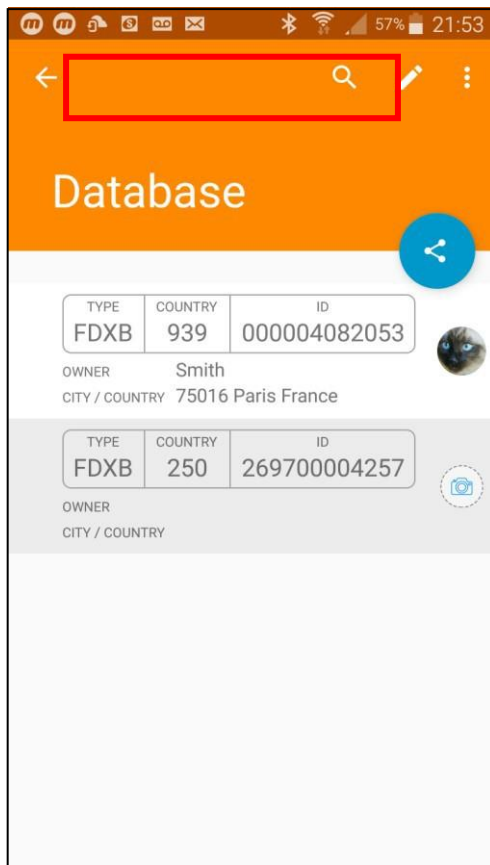 57% 21:53
Database
TYPE COUNTRY ID
FDXB 939 000004082053
OWNER Smith
CITY / COUNTRY 75016 Paris France
TYPE COUNTRY ID
FDXB 250 269700004257
OWNER
CITY / COUNTRY